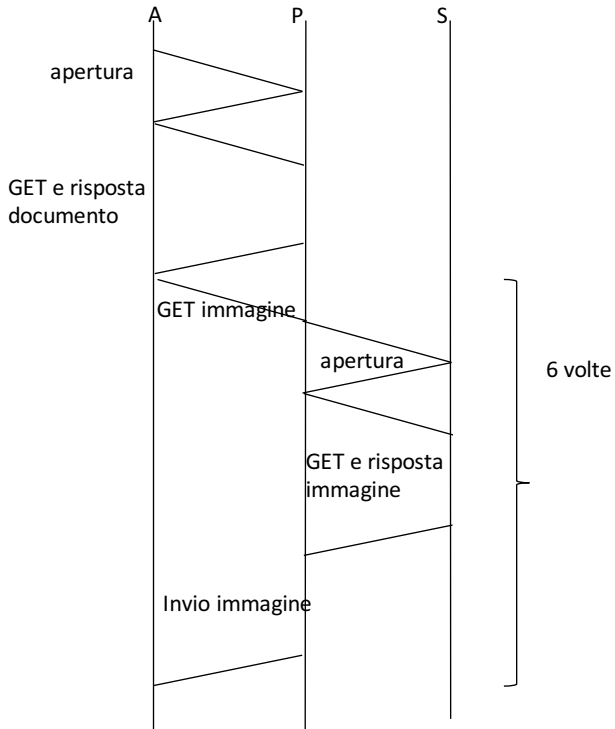 A P S
apertura
GET e risposta
documento
GET immagine
apertura
6 volte
GET e risposta
immagine
Invio immagine